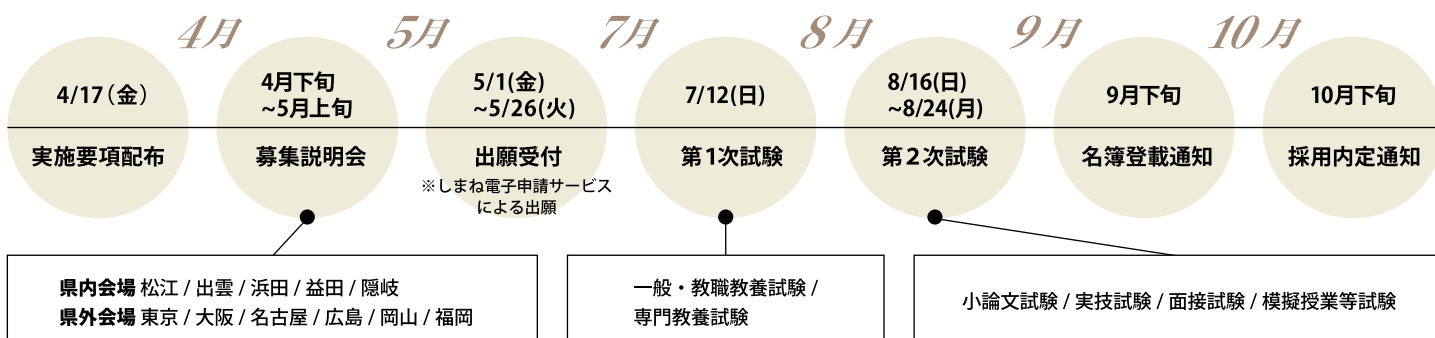 4月
5月
7月
8月
9月
10月
4/17（金）
実施要項配布
4月下旬
~5月上旬
募集説明会
5/1(金)
~5/26(火)
出願受付
※しまね電子申請サービス
による出願
7/12(日)
第1次試験
8/16(日)
~8/24(月)
第２次試験
9月下旬
名簿登載通知
10月下旬
採用内定通知
県内会場 松江 / 出雲 / 浜田 / 益田 / 隠岐
県外会場 東京 / 大阪 / 名古屋 / 広島 / 岡山 / 福岡
一般・教職教養試験 /
専門教養試験
小論文試験 / 実技試験 / 面接試験 / 模擬授業等試験